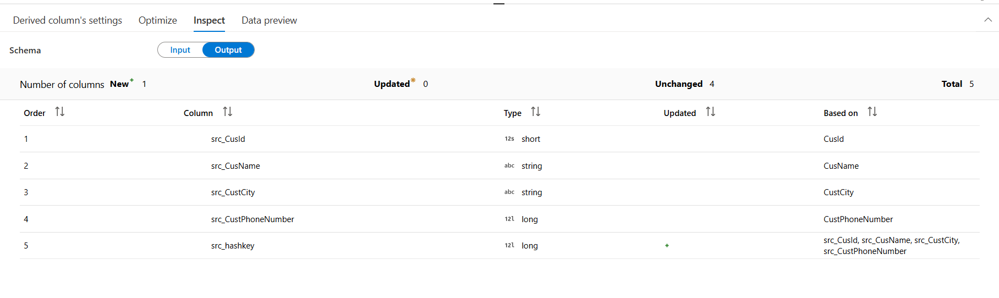 Derived column's settings Optimize Inspect Data preview
Schema Input Output
Number of columns New 1 Updated 0 Unchanged 4 Total 5
Order Column Type Updated Based on
1 src_CusId 12s short CusId
2 src_CusName abc string CusName
3 src_CustCity abc string CustCity
4 src_CustPhoneNumber 12l long CustPhoneNumber
5 src_hashkey 12l long src_CusId, src_CusName, src_CustCity,
src_CustPhoneNumber